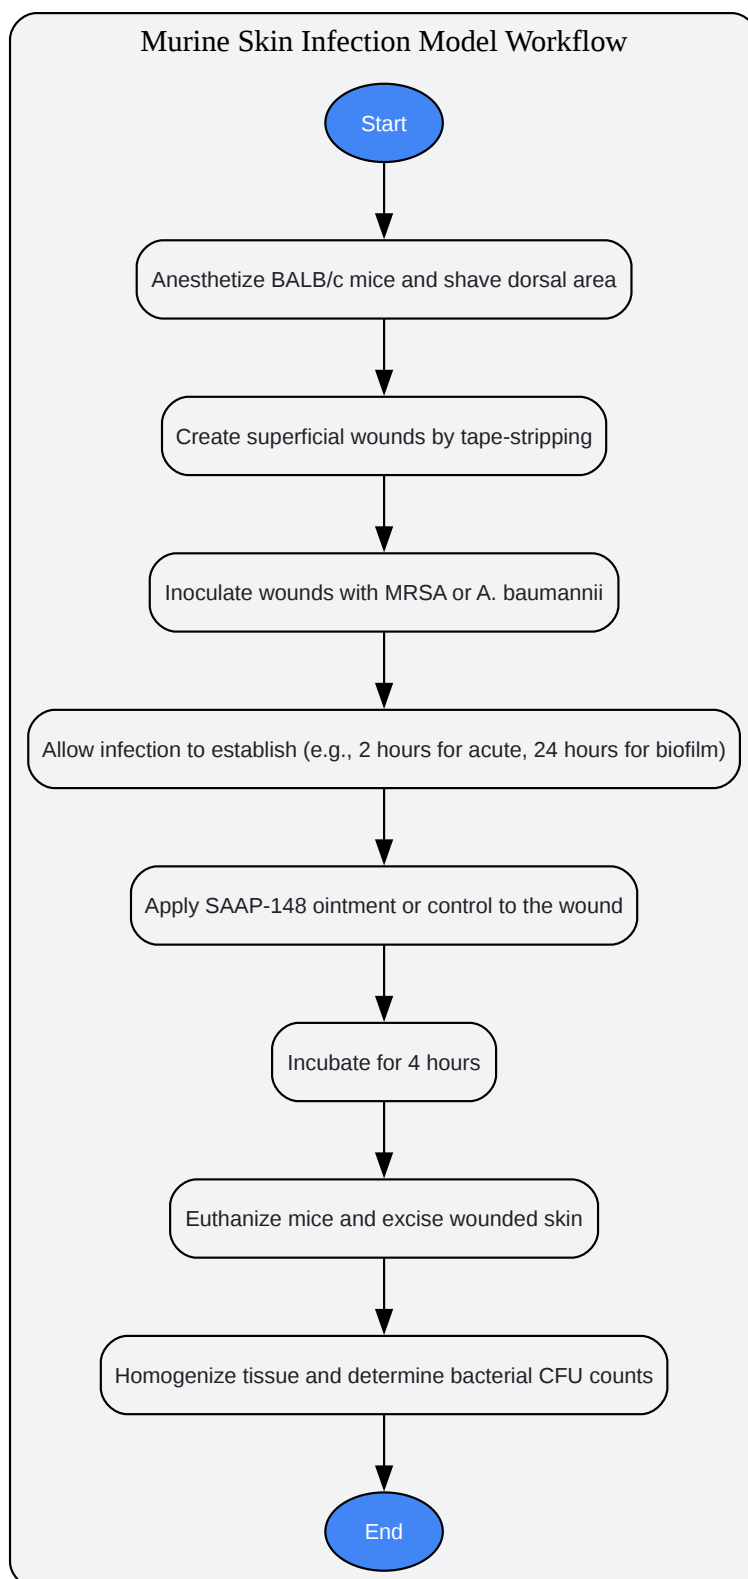 Murine Skin Infection Model Workflow
Start
Anesthetize BALB/c mice and shave dorsal area
Create superficial wounds by tape-stripping
Inoculate wounds with MRSA or A. baumannii
Allow infection to establish (e.g., 2 hours for acute, 24 hours for biofilm)
Apply SAAP-148 ointment or control to the wound
Incubate for 4 hours
Euthanize mice and excise wounded skin
Homogenize tissue and determine bacterial CFU counts
End